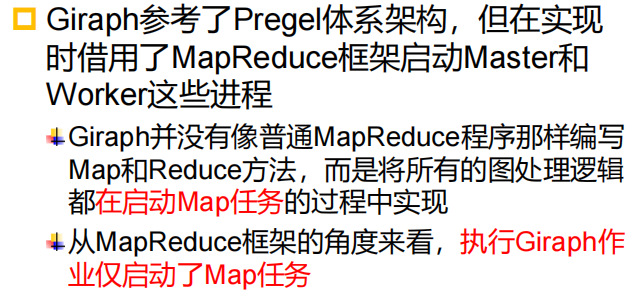 Giraph参考了Pregel体系架构，但在实现
时借用了MapReduce框架启动Master和
Worker这些进程
Giraph并没有像普通MapReduce程序那样编写
Map和Reduce方法，而是将所有的图处理逻辑
都在启动Map任务的过程中实现
从MapReduce框架的角度来看，执行Giraph作
业仅启动了Map任务